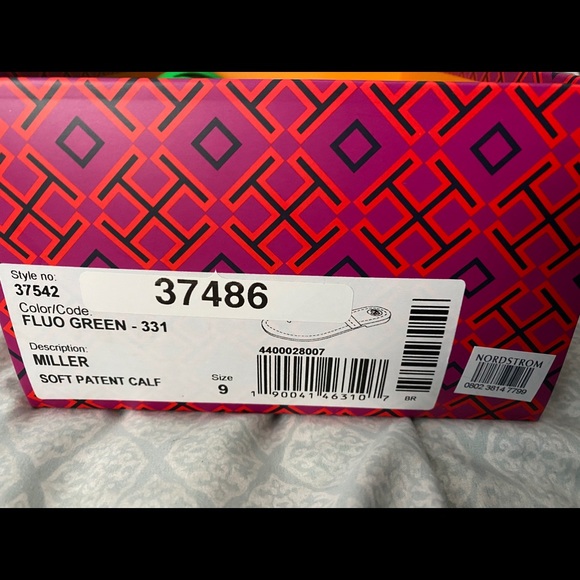 Style no:
37542
37486
Color/Code:
FLUO GREEN - 331
Description:
MILLER
SOFT PATENT CALF
Size
9
4400028007
1 90041 46310 7
BR
NORDSTROM
0802 3814 7799